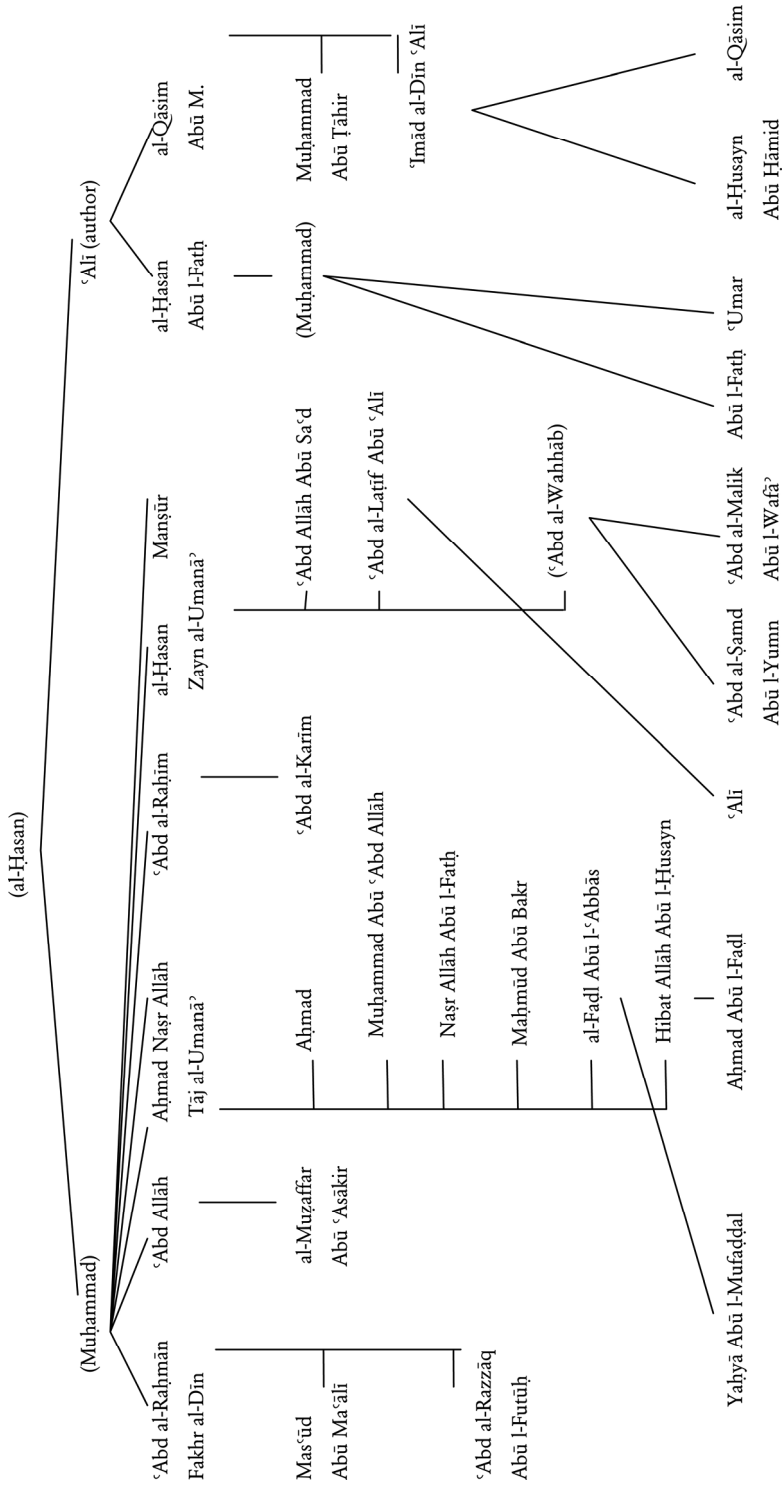 (al-Ḥasan)
(Muḥammad)
ʿAlī (author)
ʿAbd al-Raḥmān
Fakhr al-Dīn
ʿAbd Allāh
Aḥmad
Tāj al-Umanāʾ
Naṣr Allāh
ʿAbd al-Raḥīm
al-Ḥasan
Zayn al-Umanāʾ
Manṣūr
al-Ḥasan
Abū l-Fatḥ
al-Qāsim
Abū M.
Masʿūd
Abū Maʿālī
al-Muẓaffar
Abū ʿAsākir
Aḥmad
ʿAbd al-Karīm
ʿAbd Allāh Abū Saʿd
(Muḥammad)
Muḥammad
Abū Ṭāhir
Muḥammad Abū ʿAbd Allāh
ʿAbd al-Laṭīf Abū ʿAlī
ʿImād al-Dīn ʿAlī
Naṣr Allāh Abū l-Fatḥ
ʿAbd al-Razzāq
Abū l-Futūḥ
Maḥmūd Abū Bakr
al-Faḍl Abū l-ʿAbbās
(ʿAbd al-Wahhāb)
Hibat Allāh Abū l-Ḥusayn
Yaḥyā Abū l-Mufaḍḍal
Aḥmad Abū l-Faḍl
ʿAlī
ʿAbd al-Ṣamd
Abū l-Yumn
ʿAbd al-Malik
Abū l-Wafāʾ
Abū l-Fatḥ
ʿUmar
al-Ḥusayn
Abū Ḥāmid
al-Qāsim